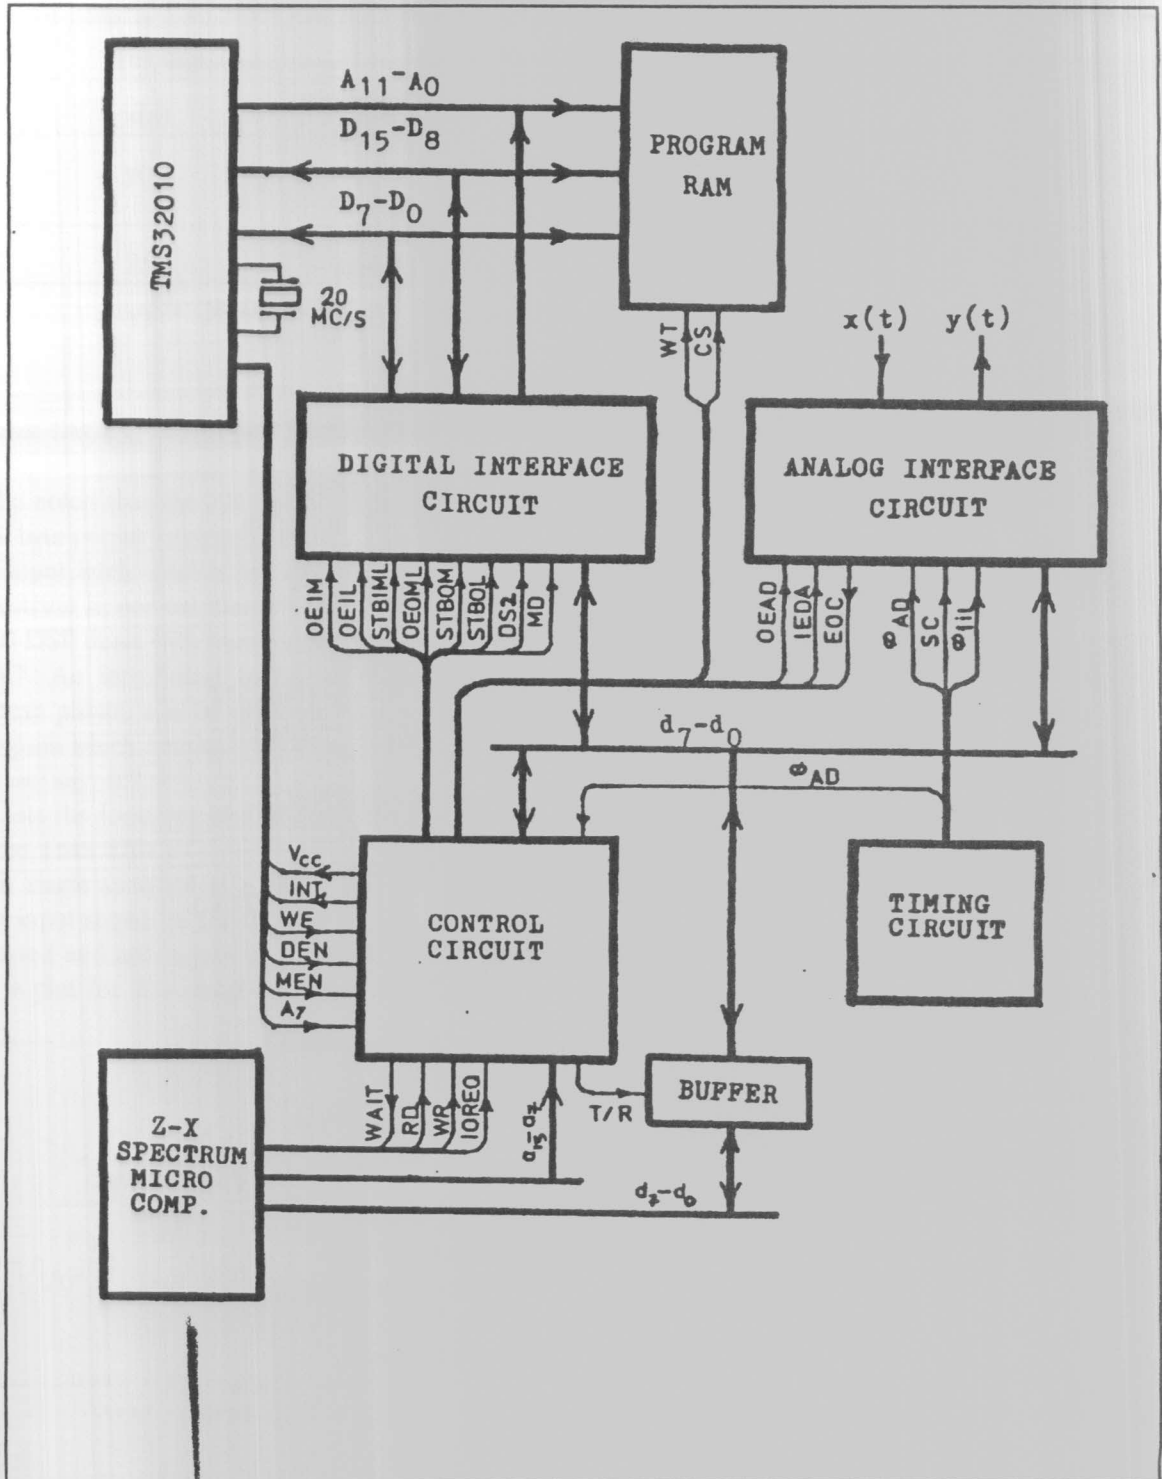 A11-A0
D15-D8
D7-D0
TMS32010
20
MC/S
PROGRAM
RAM
WT
CS
x(t) y(t)
DIGITAL INTERFACE
CIRCUIT
ANALOG INTERFACE
CIRCUIT
OEIM
OEIL
STBIML
OEOML
STBOM
STBOL
DS2
MD
OEAD
IEDA
EOC
ΦAD
SC
d7-d0
ΦAD
VCC
INT
WE
DEN
MEN
A7
CONTROL
CIRCUIT
TIMING
CIRCUIT
WAIT
RD
WR
IOREQ
a15-a7
T/R
BUFFER
Z-X
SPECTRUM
MICRO
COMP.
d7-d0